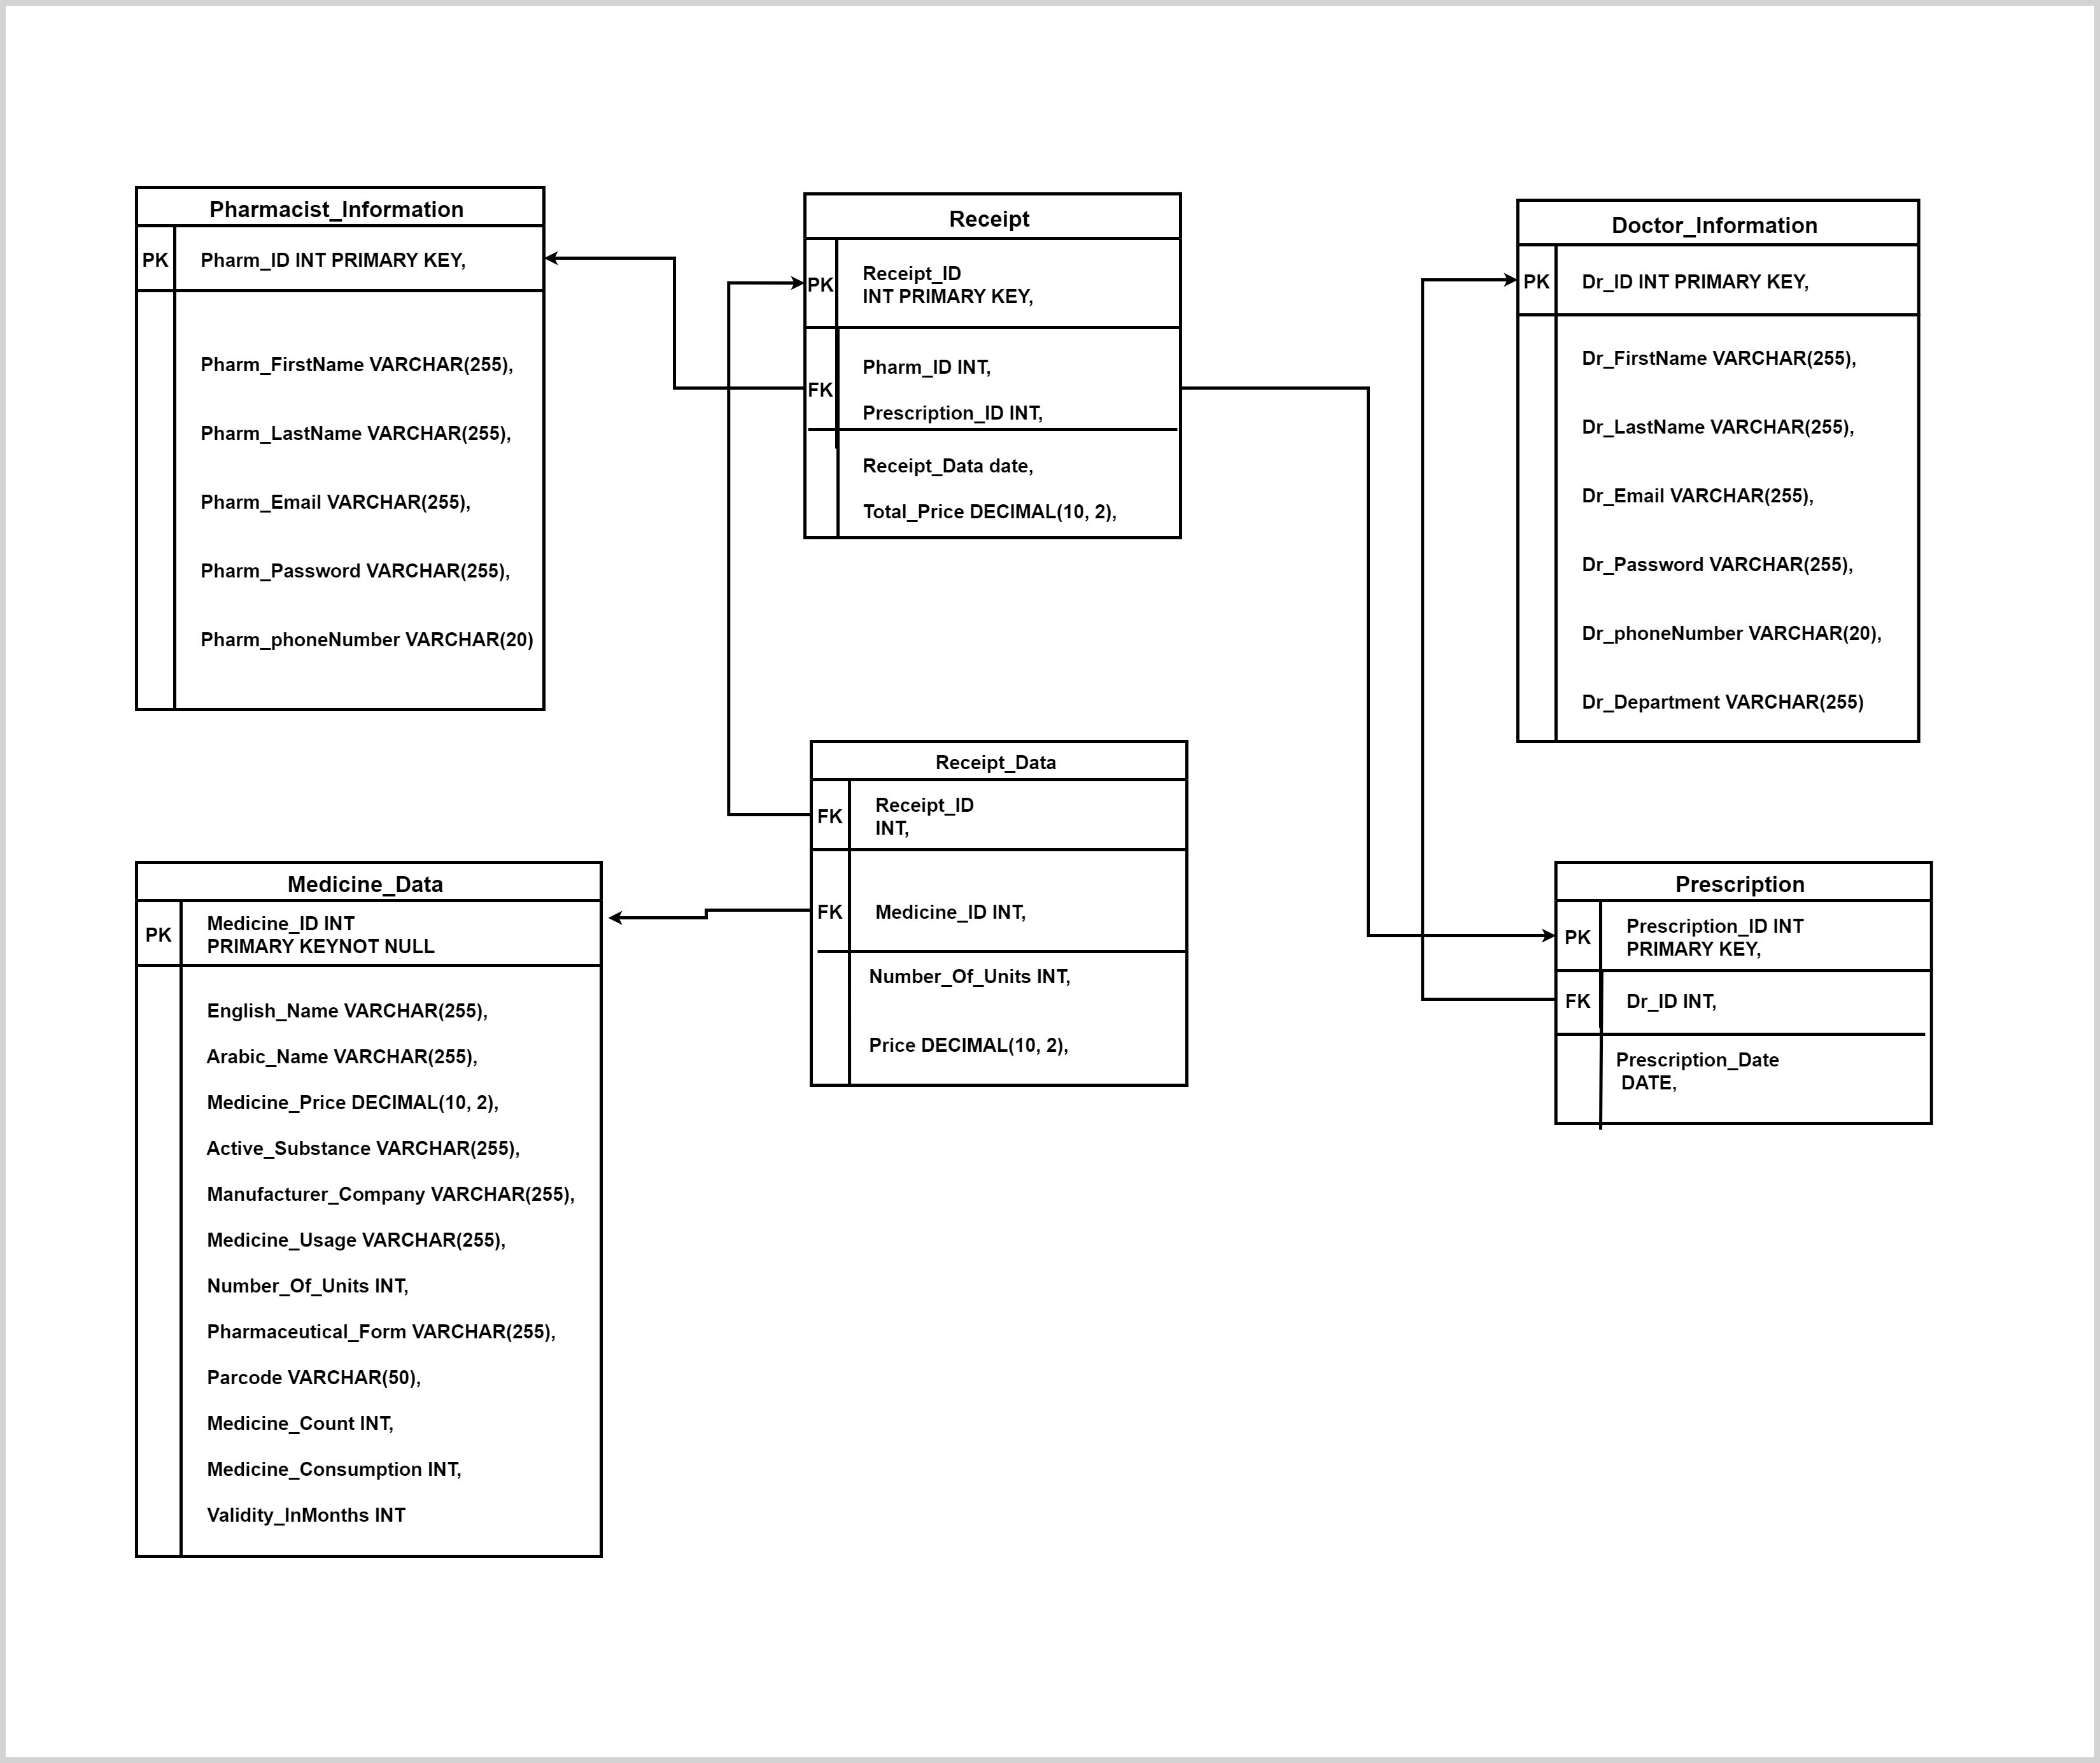 Pharmacist_Information
PK
Pharm_ID INT PRIMARY KEY,
Pharm_FirstName VARCHAR(255),
Pharm_LastName VARCHAR(255),
Pharm_Email VARCHAR(255),
Pharm_Password VARCHAR(255),
Pharm_phoneNumber VARCHAR(20)
Receipt
PK
Receipt_ID
INT PRIMARY KEY,
FK
Pharm_ID INT,
Prescription_ID INT,
Receipt_Data date,
Total_Price DECIMAL(10, 2),
Doctor_Information
PK
Dr_ID INT PRIMARY KEY,
Dr_FirstName VARCHAR(255),
Dr_LastName VARCHAR(255),
Dr_Email VARCHAR(255),
Dr_Password VARCHAR(255),
Dr_phoneNumber VARCHAR(20),
Dr_Department VARCHAR(255)
Receipt_Data
FK
Receipt_ID
INT,
FK
Medicine_ID INT,
Number_Of_Units INT,
Price DECIMAL(10, 2),
Medicine_Data
PK
Medicine_ID INT
PRIMARY KEYNOT NULL
English_Name VARCHAR(255),
Arabic_Name VARCHAR(255),
Medicine_Price DECIMAL(10, 2),
Active_Substance VARCHAR(255),
Manufacturer_Company VARCHAR(255),
Medicine_Usage VARCHAR(255),
Number_Of_Units INT,
Pharmaceutical_Form VARCHAR(255),
Parcode VARCHAR(50),
Medicine_Count INT,
Medicine_Consumption INT,
Validity_InMonths INT
Prescription
PK
Prescription_ID INT
PRIMARY KEY,
FK
Dr_ID INT,
Prescription_Date
DATE,